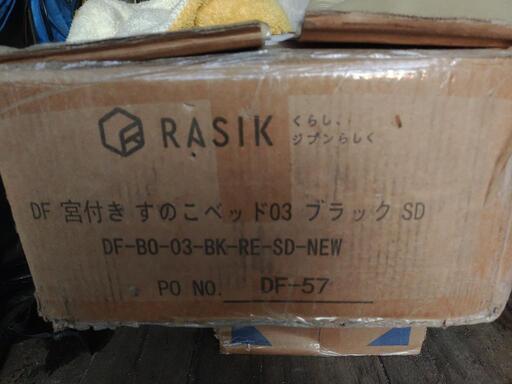 RASIK
くらし、
ジブンらしく
DF 宮付き すのこベッド03 ブラック SD
DF-BO-03-BK-RE-SD-NEW
PO NO. DF-57